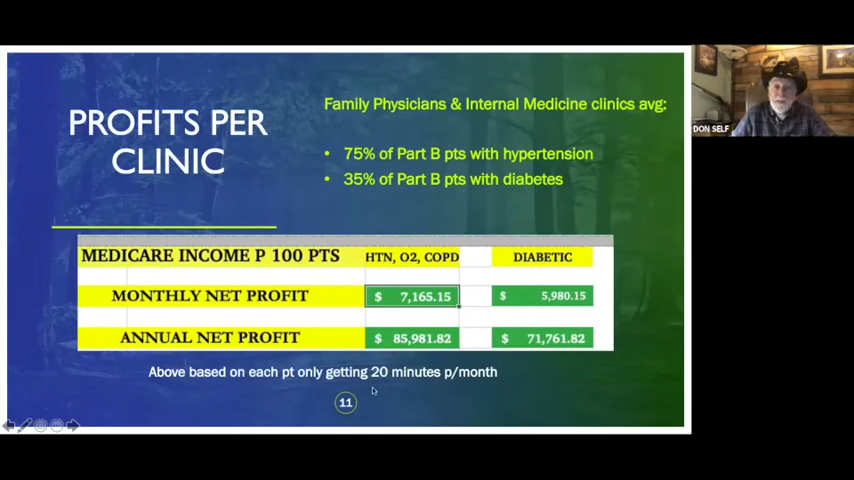 PROFITS PER
CLINIC
Family Physicians & Internal Medicine clinics avg:
• 75% of Part B pts with hypertension
• 35% of Part B pts with diabetes
DON SELF
MEDICARE INCOME P 100 PTS HTN, O2, COPD DIABETIC
MONTHLY NET PROFIT $ 7,165.15 $ 5,980.15
ANNUAL NET PROFIT $ 85,981.82 $ 71,761.82
Above based on each pt only getting 20 minutes p/month
11